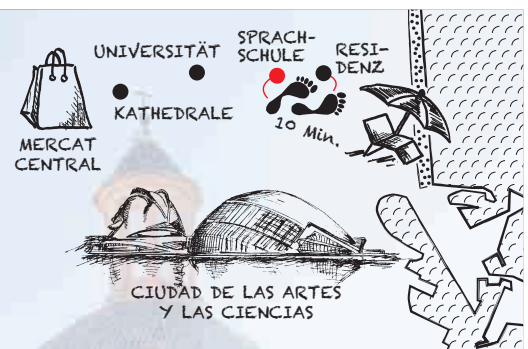 UNIVERSITÄT
SPRACH-
SCHULE
RESI-
DENZ
KATHEDRALE
10 Min.
MERCAT
CENTRAL
CIUDAD DE LAS ARTES
Y LAS CIENCIAS